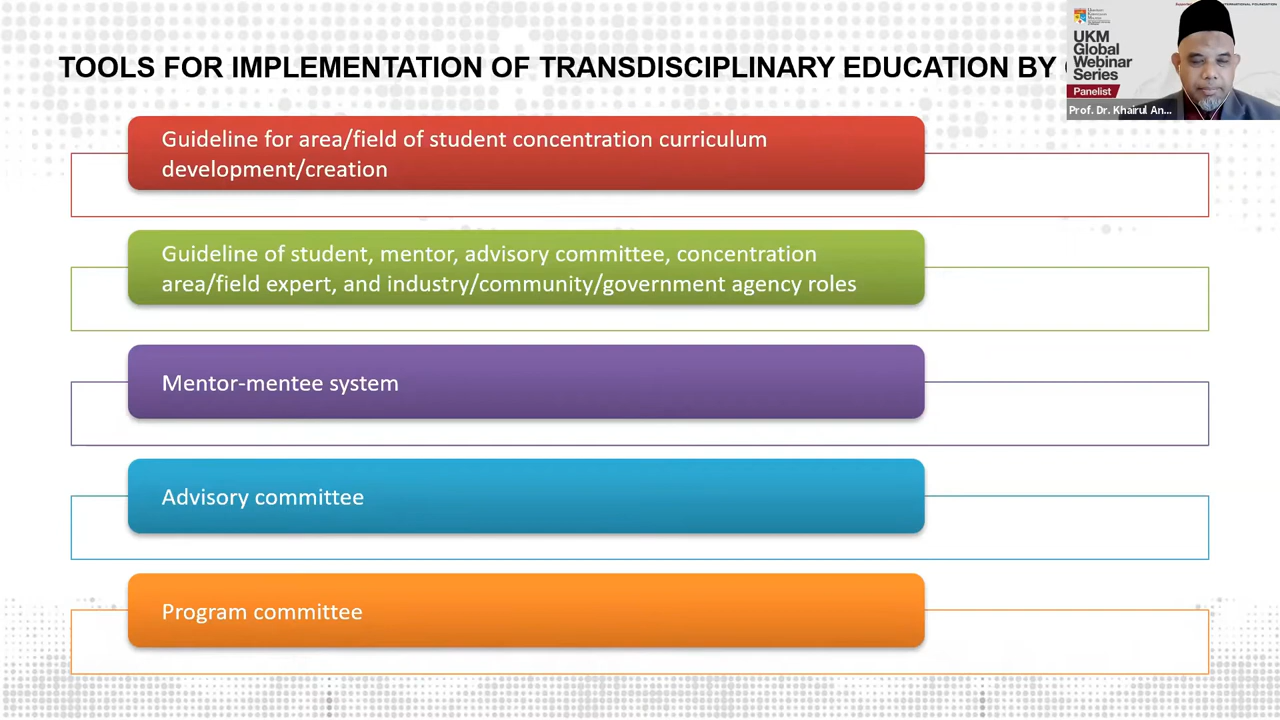 TOOLS FOR IMPLEMENTATION OF TRANSDISCIPLINARY EDUCATION BY
UKM
Global
Webinar
Series
Panelist
Prof. Dr. Khairul An...
Guideline for area/field of student concentration curriculum
development/creation
Guideline of student, mentor, advisory committee, concentration
area/field expert, and industry/community/government agency roles
Mentor-mentee system
Advisory committee
Program committee